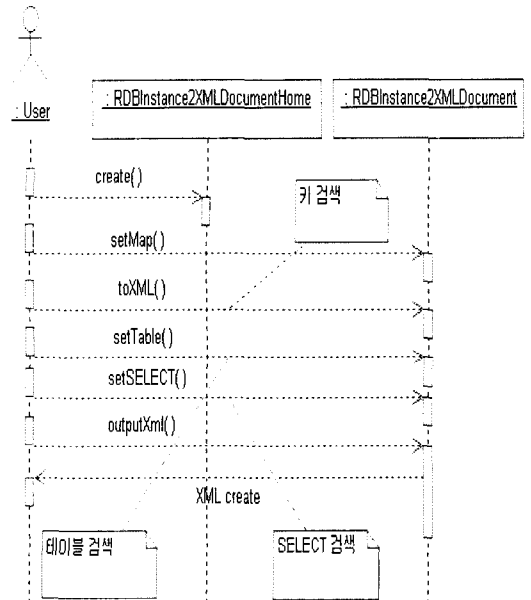 : User
: RDBInstance2XMLDocumentHome
: RDBInstance2XMLDocument
create()
키 검색
setMap()
toXML()
setTable()
setSELECT()
outputXml()
XML create
테이블 검색
SELECT 검색